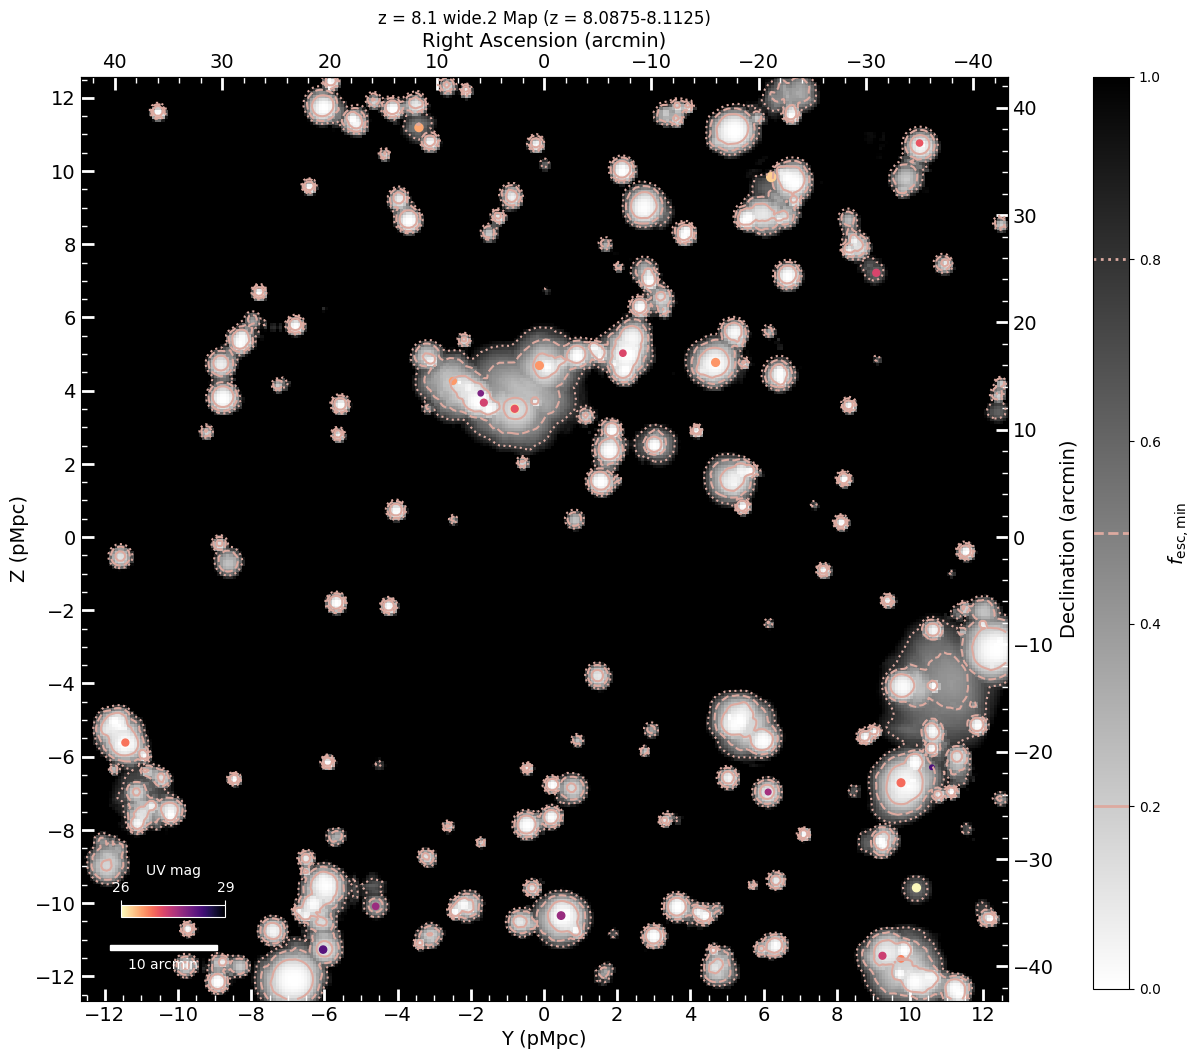 z = 8.1 wide.2 Map (z = 8.0875-8.1125)
Right Ascension (arcmin)
40 30 20 10 0 −10 −20 −30 −40
12 10 8 6 4 2 0 −2 −4 −6 −8 −10 −12
Z (pMpc)
40 30 20 10 0 −10 −20 −30 −40
Declination (arcmin)
1.0 0.8 0.6 0.4 0.2 0.0
f_esc,min
UV mag
26 29
10 arcmin
−12 −10 −8 −6 −4 −2 0 2 4 6 8 10 12
Y (pMpc)